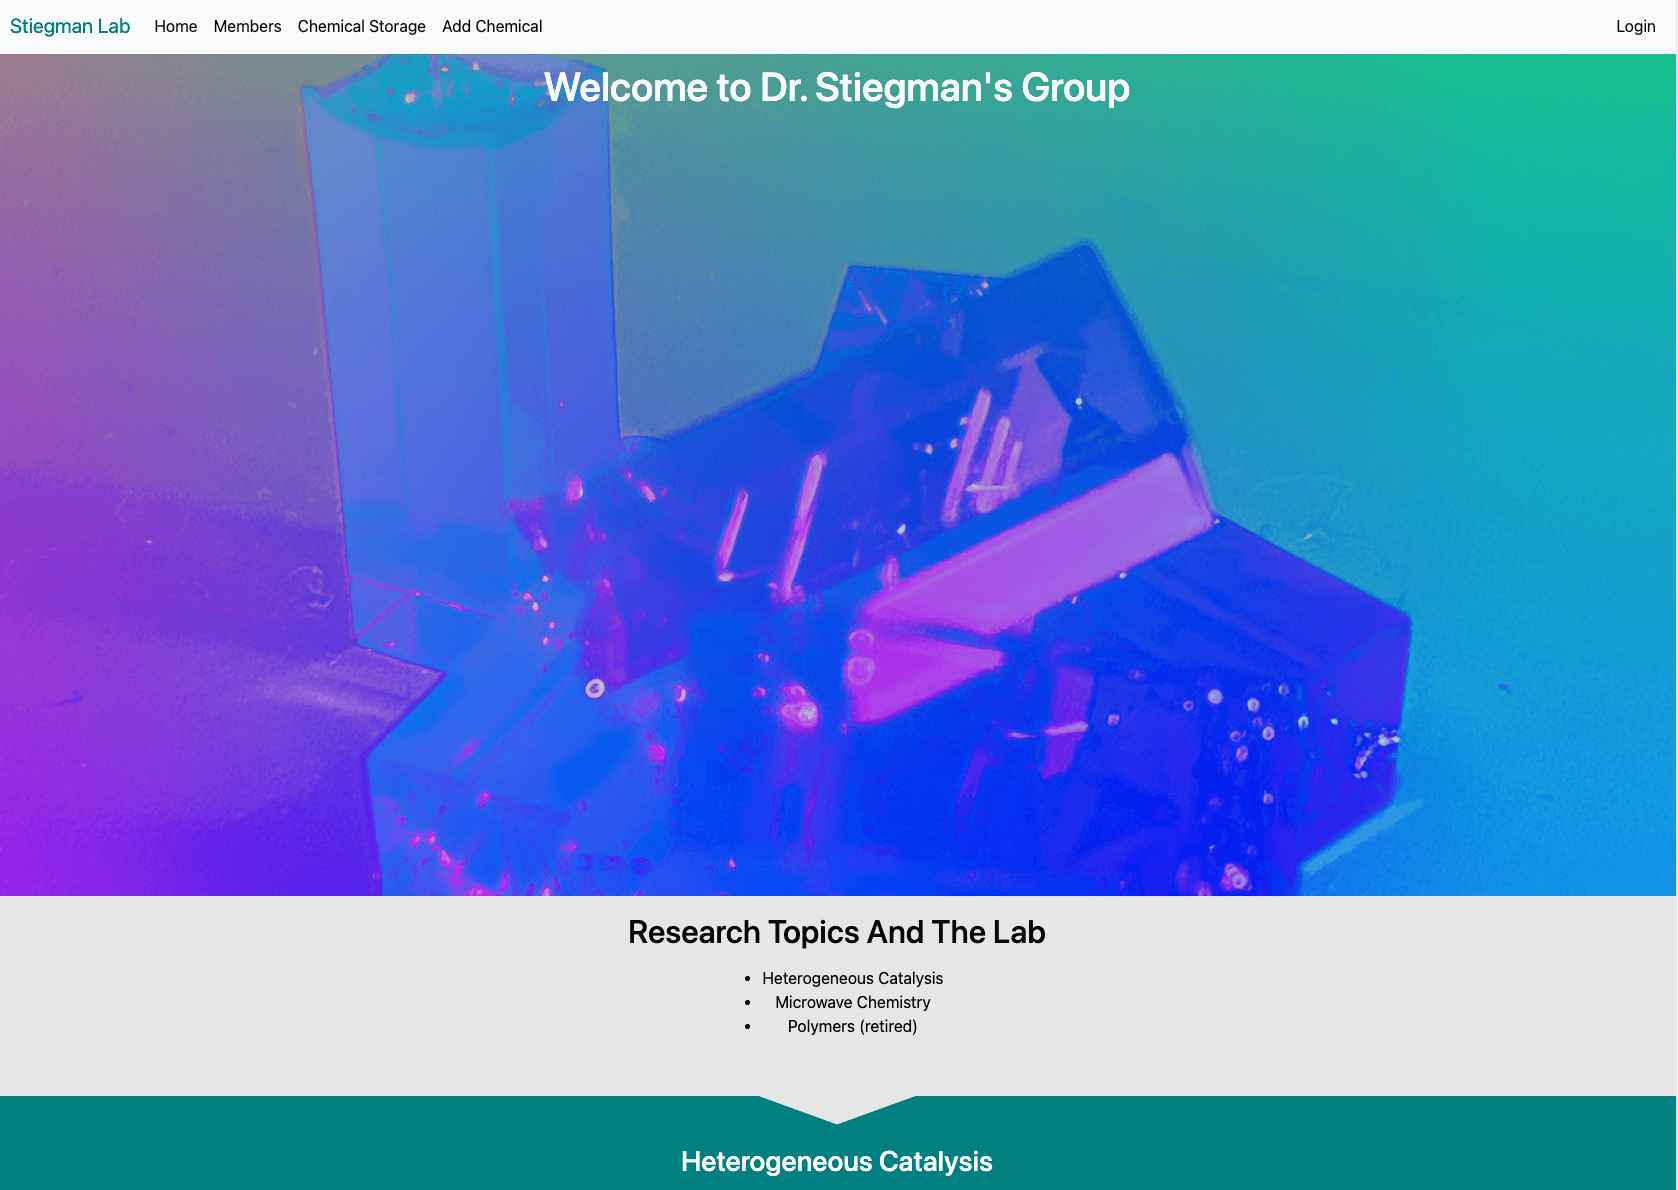 Stiegman Lab Home Members Chemical Storage Add Chemical Login
Welcome to Dr. Stiegman's Group
Research Topics And The Lab
• Heterogeneous Catalysis
• Microwave Chemistry
• Polymers (retired)
Heterogeneous Catalysis